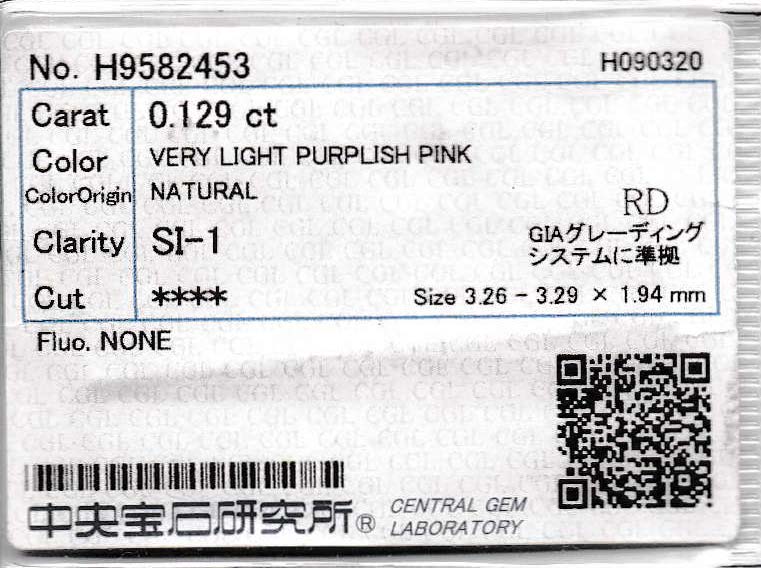 No. H9582453 H090320
Carat 0.129 ct
Color VERY LIGHT PURPLISH PINK
ColorOrigin NATURAL
RD
Clarity SI-1 GIAグレーディング
システムに準拠
Cut **** Size 3.26 - 3.29 × 1.94 mm
Fluo. NONE
中央宝石研究所® CENTRAL GEM
LABORATORY